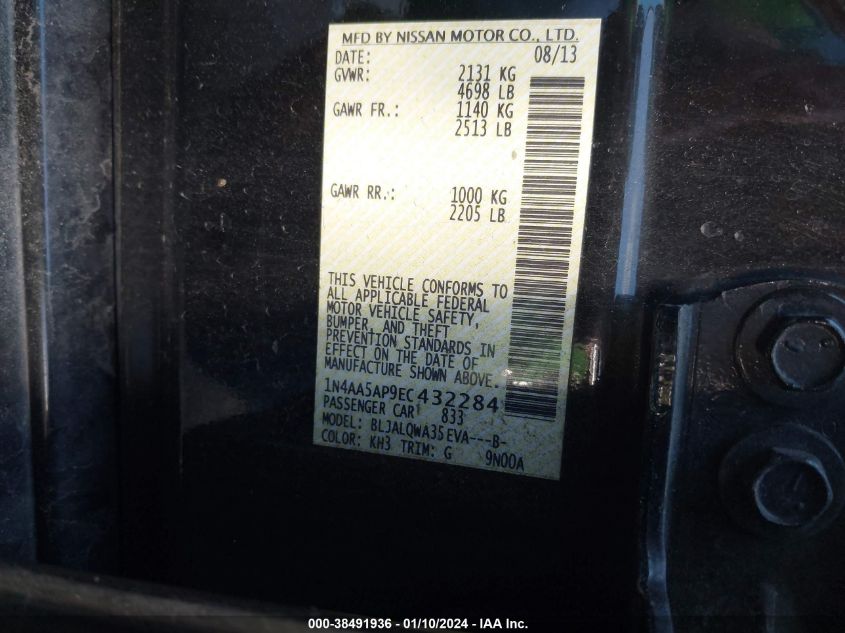 MFD BY NISSAN MOTOR CO., LTD.
DATE: 08/13
GVWR: 2131 KG
4698 LB
GAWR FR.: 1140 KG
2513 LB
GAWR RR.: 1000 KG
2205 LB
THIS VEHICLE CONFORMS TO
ALL APPLICABLE FEDERAL
MOTOR VEHICLE SAFETY,
BUMPER, AND THEFT
PREVENTION STANDARDS IN
EFFECT ON THE DATE OF
MANUFACTURE SHOWN ABOVE.
1N4AA5AP9EC432284
PASSENGER CAR 833
MODEL: BLJALQWA35EVA---B-
COLOR: KH3 TRIM: G 9N00A
000-38491936 - 01/10/2024 - IAA Inc.